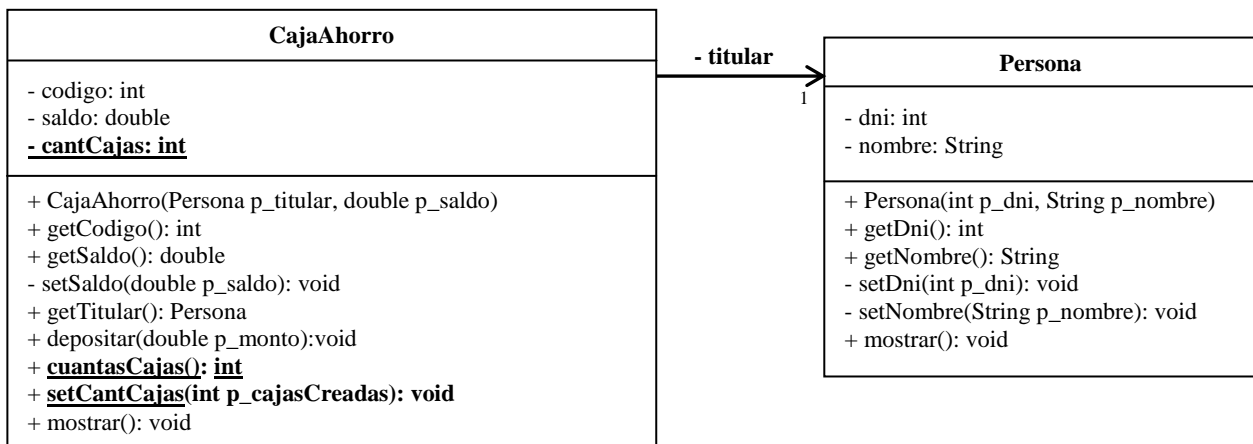 CajaAhorro
- codigo: int
- saldo: double
- cantCajas: int
+ CajaAhorro(Persona p_titular, double p_saldo)
+ getCodigo(): int
+ getSaldo(): double
- setSaldo(double p_saldo): void
+ getTitular(): Persona
+ depositar(double p_monto):void
+ cuantasCajas(): int
+ setCantCajas(int p_cajasCreadas): void
+ mostrar(): void
- titular
1
Persona
- dni: int
- nombre: String
+ Persona(int p_dni, String p_nombre)
+ getDni(): int
+ getNombre(): String
- setDni(int p_dni): void
- setNombre(String p_nombre): void
+ mostrar(): void